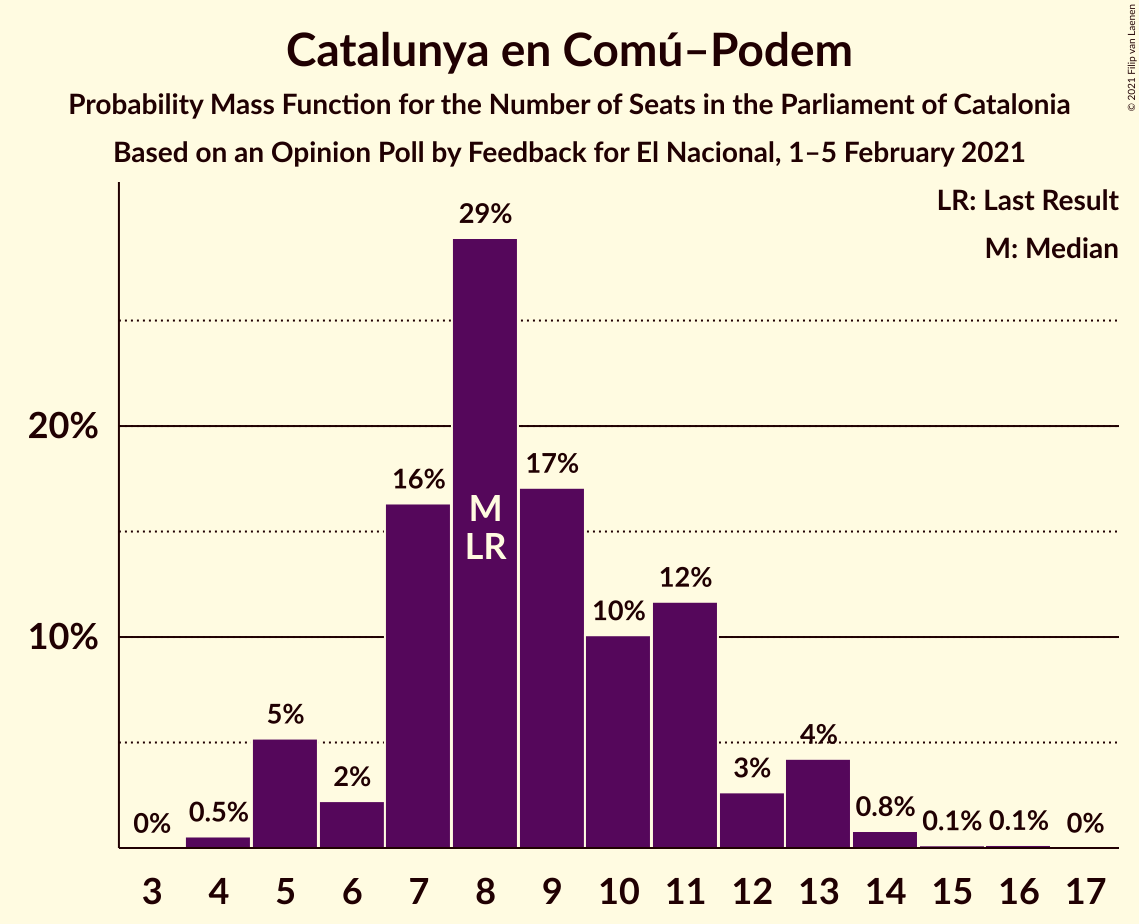 Catalunya en Comú–Podem
Probability Mass Function for the Number of Seats in the Parliament of Catalonia
Based on an Opinion Poll by Feedback for El Nacional, 1–5 February 2021
© 2021 Filip van Laenen
LR: Last Result
M: Median
20%
10%
0%
0.5%
5%
2%
16%
29%
M
LR
17%
10%
12%
3%
4%
0.8%
0.1%
0.1%
0%
3 4 5 6 7 8 9 10 11 12 13 14 15 16 17